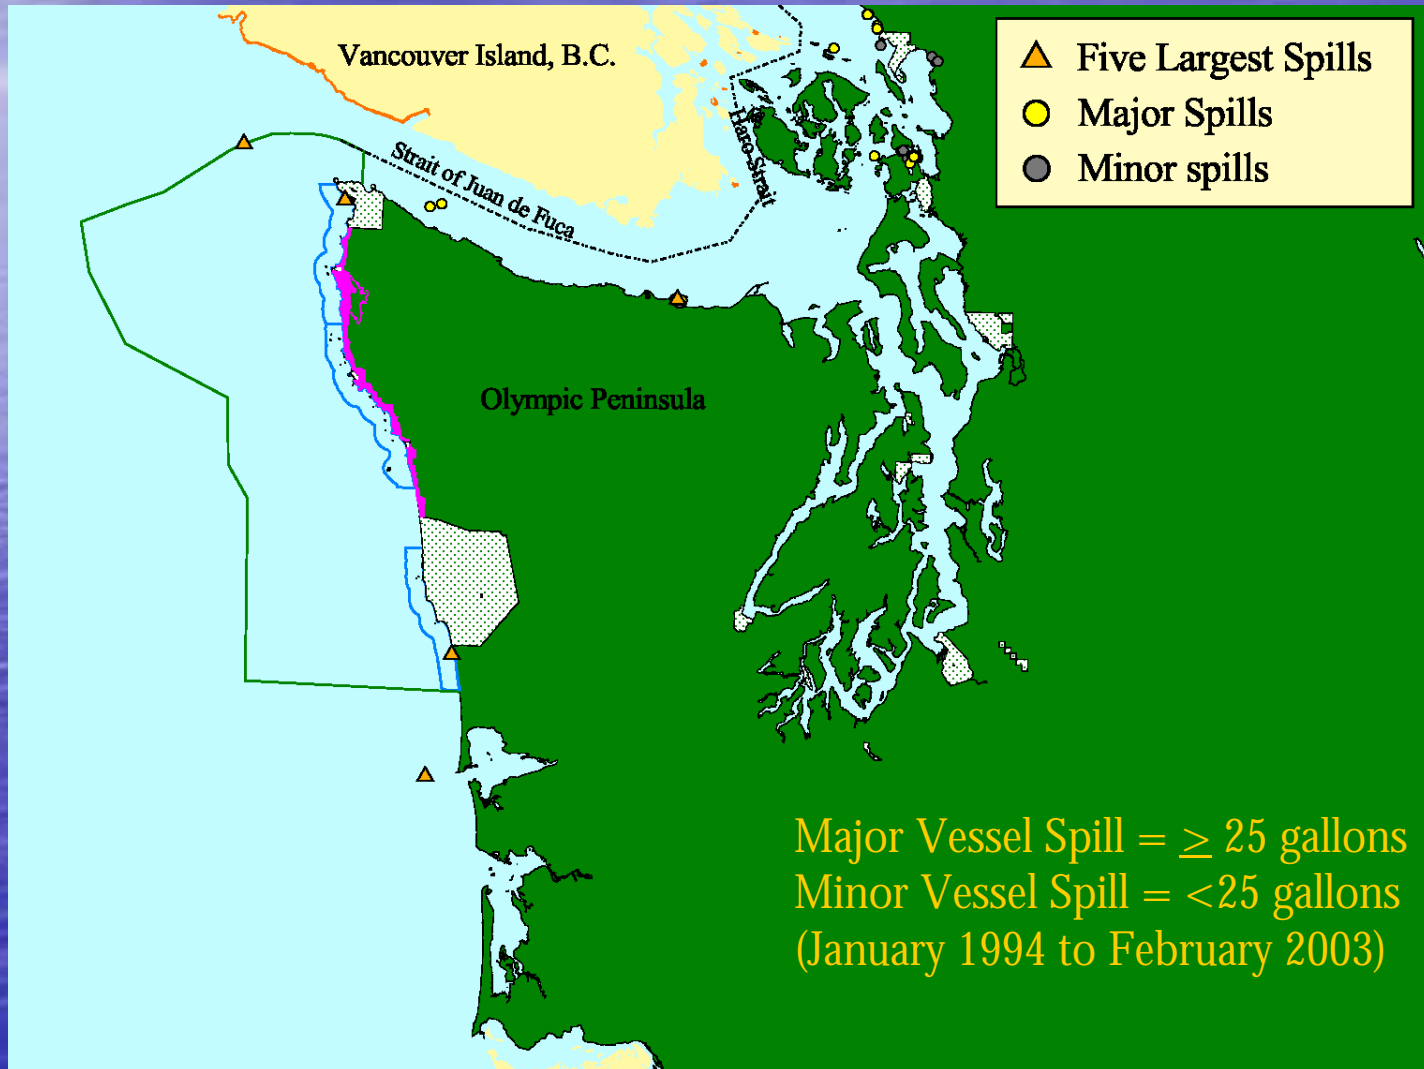 Vancouver Island, B.C.
Five Largest Spills
Major Spills
Minor spills
Haro Strait
Strait of Juan de Fuca
Olympic Peninsula
Major Vessel Spill = ≥ 25 gallons
Minor Vessel Spill = <25 gallons
(January 1994 to February 2003)